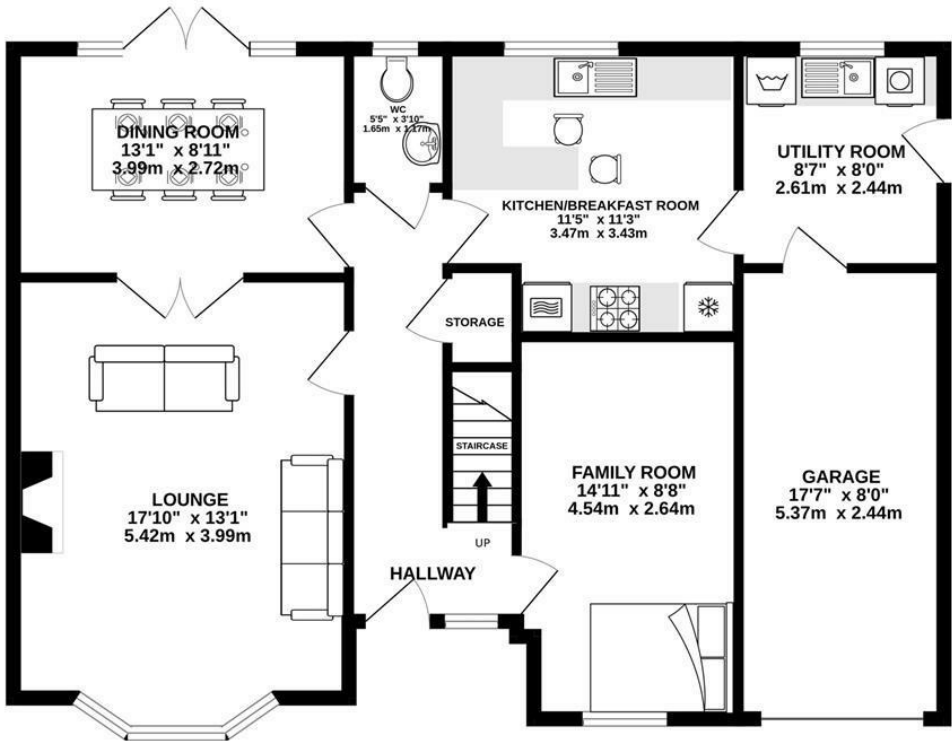 DINING ROOM
13'1" x 8'11"
3.99m x 2.72m
WC
5'5" x 3'10"
1.65m x 1.17m
KITCHEN/BREAKFAST ROOM
11'5" x 11'3"
3.47m x 3.43m
UTILITY ROOM
8'7" x 8'0"
2.61m x 2.44m
STORAGE
STAIRCASE
UP
HALLWAY
LOUNGE
17'10" x 13'1"
5.42m x 3.99m
FAMILY ROOM
14'11" x 8'8"
4.54m x 2.64m
GARAGE
17'7" x 8'0"
5.37m x 2.44m